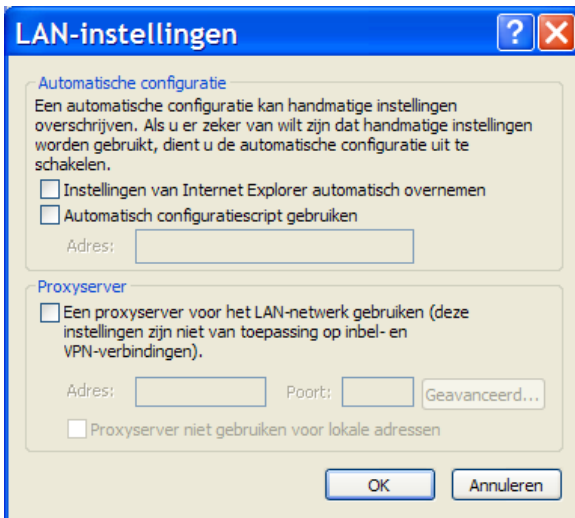 LAN-instellingen
Automatische configuratie
Een automatische configuratie kan handmatige instellingen
overschrijven. Als u er zeker van wilt zijn dat handmatige instellingen
worden gebruikt, dient u de automatische configuratie uit te
schakelen.
Instellingen van Internet Explorer automatisch overnemen
Automatisch configuratiescript gebruiken
Adres:
Proxyserver
Een proxyserver voor het LAN-netwerk gebruiken (deze
instellingen zijn niet van toepassing op inbel- en
VPN-verbindingen).
Adres: Poort: Geavanceerd...
Proxyserver niet gebruiken voor lokale adressen
OK Annuleren